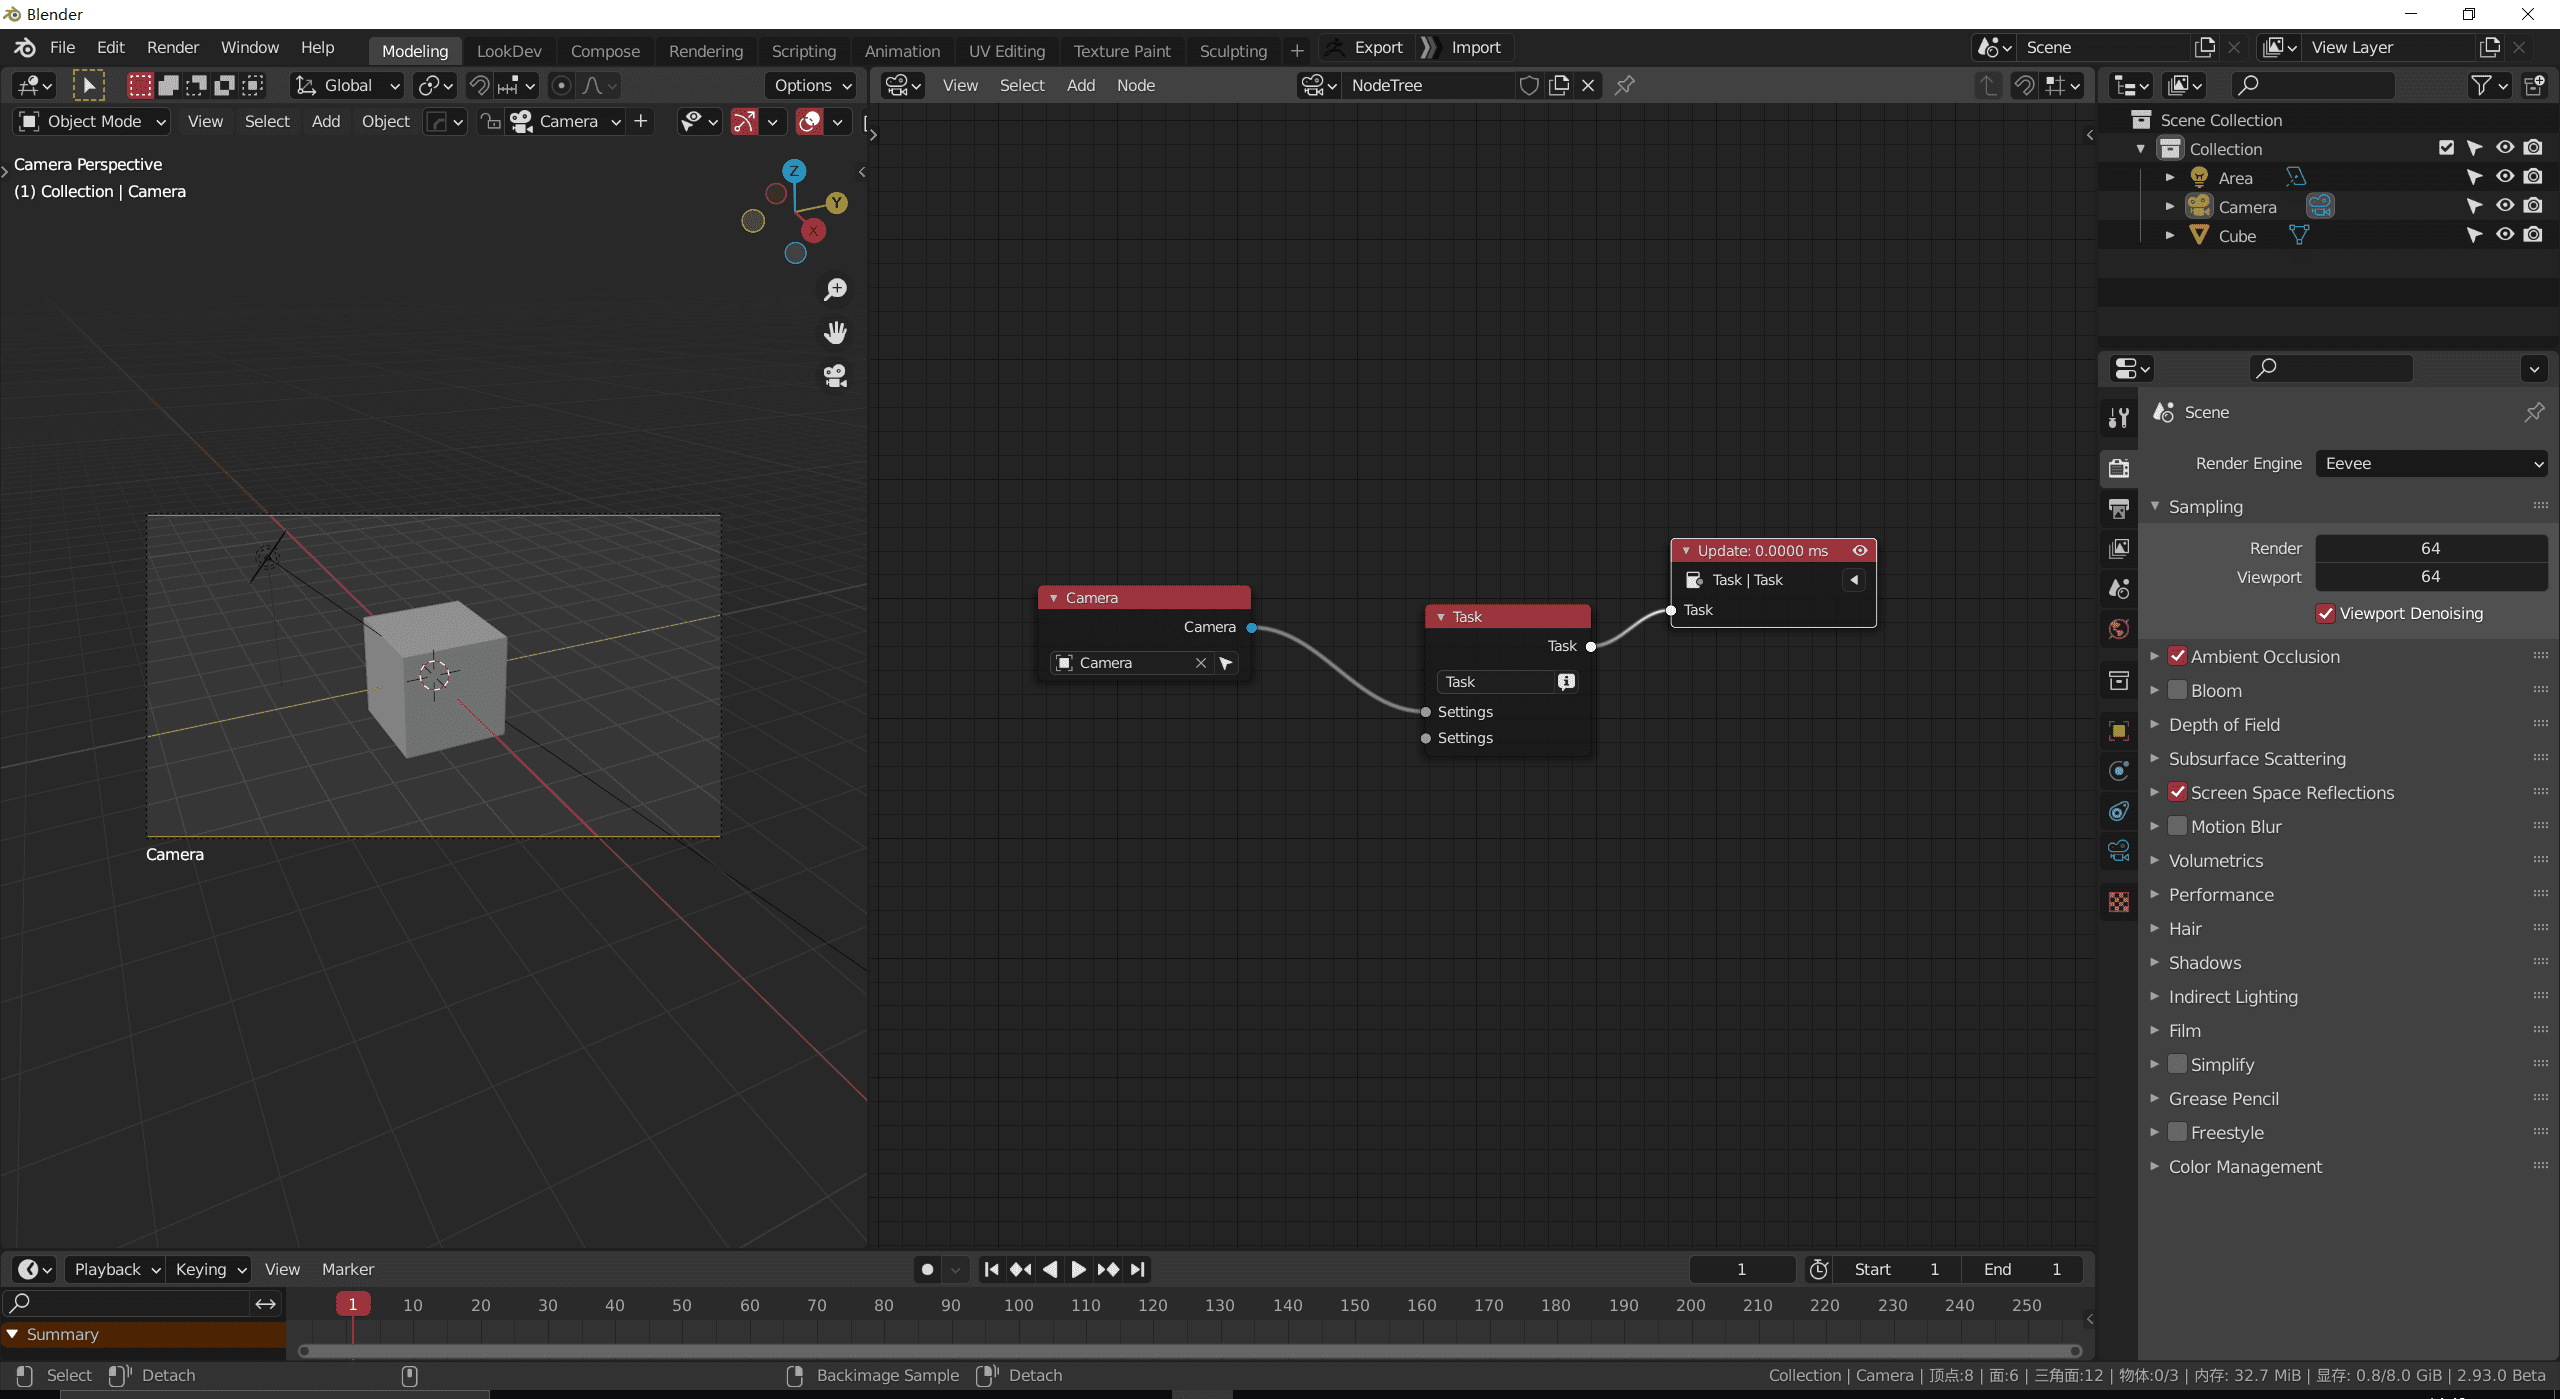 Blender
File Edit Render Window Help Modeling LookDev Compose Rendering Scripting Animation UV Editing Texture Paint Sculpting + Export Import Scene View Layer
Global Options View Select Add Node NodeTree
Object Mode View Select Add Object Camera
Camera Perspective
(1) Collection | Camera
Z
Y
X
Camera
Camera
Camera
Camera
Task
Task
Task
Settings
Settings
Update: 0.0000 ms
Task | Task
Task
Scene Collection
Collection
Area
Camera
Cube
Scene
Render Engine Eevee
Sampling
Render 64
Viewport 64
Viewport Denoising
Ambient Occlusion
Bloom
Depth of Field
Subsurface Scattering
Screen Space Reflections
Motion Blur
Volumetrics
Performance
Hair
Shadows
Indirect Lighting
Film
Simplify
Grease Pencil
Freestyle
Color Management
Playback Keying View Marker 1 Start 1 End 1
1 10 20 30 40 50 60 70 80 90 100 110 120 130 140 150 160 170 180 190 200 210 220 230 240 250
Summary
Select Detach Backimage Sample Detach Collection | Camera | 顶点:8 | 面:6 | 三角面:12 | 物体:0/3 | 内存: 32.7 MiB | 显存: 0.8/8.0 GiB | 2.93.0 Beta